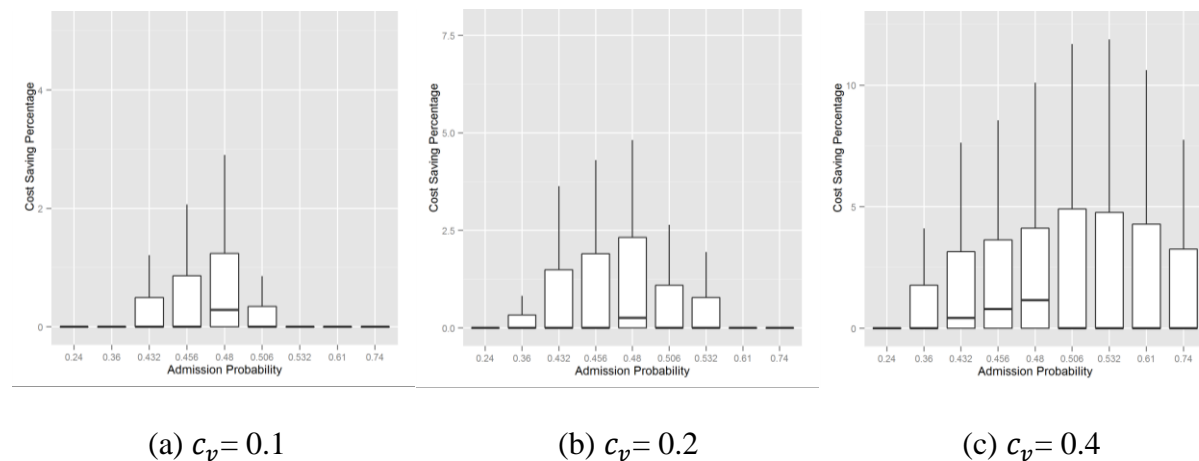 Cost Saving Percentage
4
2
0
0.24 0.36 0.432 0.456 0.48 0.506 0.532 0.61 0.74
Admission Probability
Cost Saving Percentage
7.5
5.0
2.5
0.0
0.24 0.36 0.432 0.456 0.48 0.506 0.532 0.61 0.74
Admission Probability
Cost Saving Percentage
10
5
0
0.24 0.36 0.432 0.456 0.48 0.506 0.532 0.61 0.74
Admission Probability
(a) c_v= 0.1
(b) c_v= 0.2
(c) c_v= 0.4